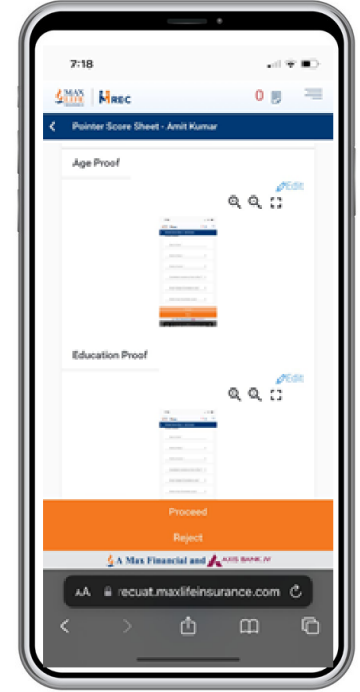 7:18
MAX
LIFE
MREC
0
Pointer Score Sheet - Amit Kumar
Age Proof
Edit
Education Proof
Edit
Proceed
Reject
A Max Financial and AXIS BANK JV
AA recuat.maxlifeinsurance.com